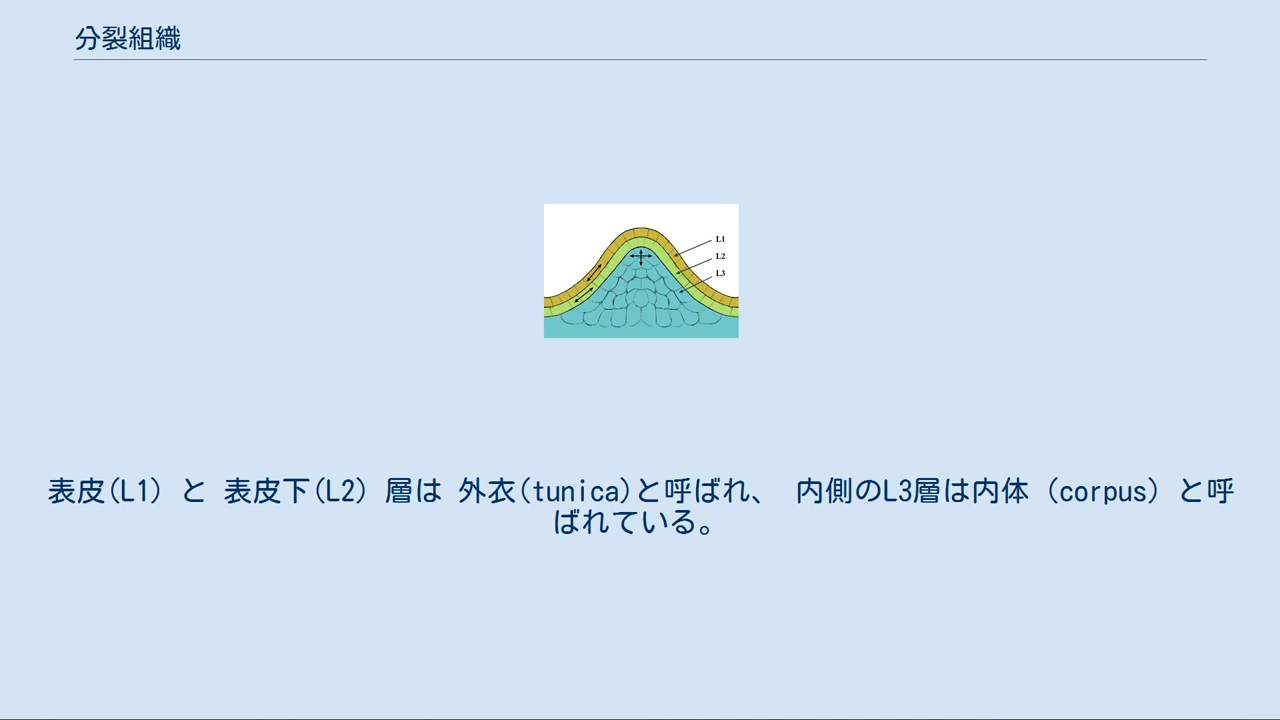 分裂組織
L1
L2
L3
表皮(L1) と 表皮下(L2) 層は 外衣(tunica)と呼ばれ、 内側のL3層は内体 (corpus) と呼
ばれている。